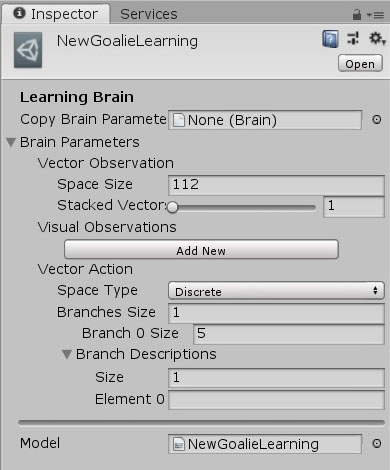 Inspector Services
NewGoalieLearning
Open
Learning Brain
Copy Brain Paramete None (Brain)
Brain Parameters
Vector Observation
Space Size 112
Stacked Vector 1
Visual Observations
Add New
Vector Action
Space Type Discrete
Branches Size 1
Branch 0 Size 5
Branch Descriptions
Size 1
Element 0
Model NewGoalieLearning